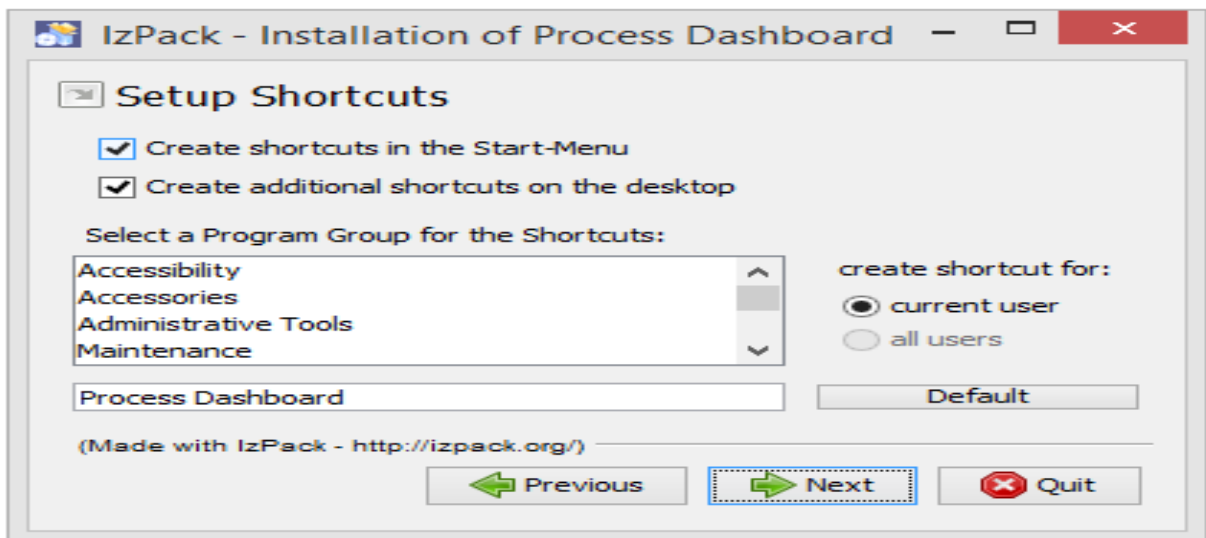 IzPack - Installation of Process Dashboard
Setup Shortcuts
Create shortcuts in the Start-Menu
Create additional shortcuts on the desktop
Select a Program Group for the Shortcuts:
Accessibility
Accessories
Administrative Tools
Maintenance
create shortcut for:
current user
all users
Process Dashboard
Default
(Made with IzPack - http://izpack.org/)
Previous
Next
Quit